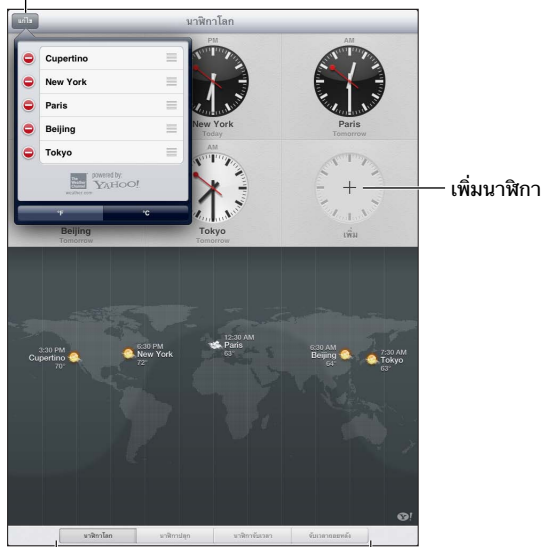 แก้ไข
นาฬิกาโลก
Cupertino
New York
Paris
Beijing
Tokyo
powered by:
The Weather Channel
YAHOO!
weather.com
°F
°C
PM
New York
Today
AM
Paris
Tomorrow
Beijing
Tomorrow
AM
Tokyo
Tomorrow
เพิ่ม
เพิ่มนาฬิกา
3:30 PM
Cupertino
70°
6:30 PM
New York
72°
12:30 AM
Paris
63°
6:30 AM
Beijing
64°
7:30 AM
Tokyo
63°
Y!
นาฬิกาโลก
นาฬิกาปลุก
นาฬิกาจับเวลา
จับเวลาถอยหลัง